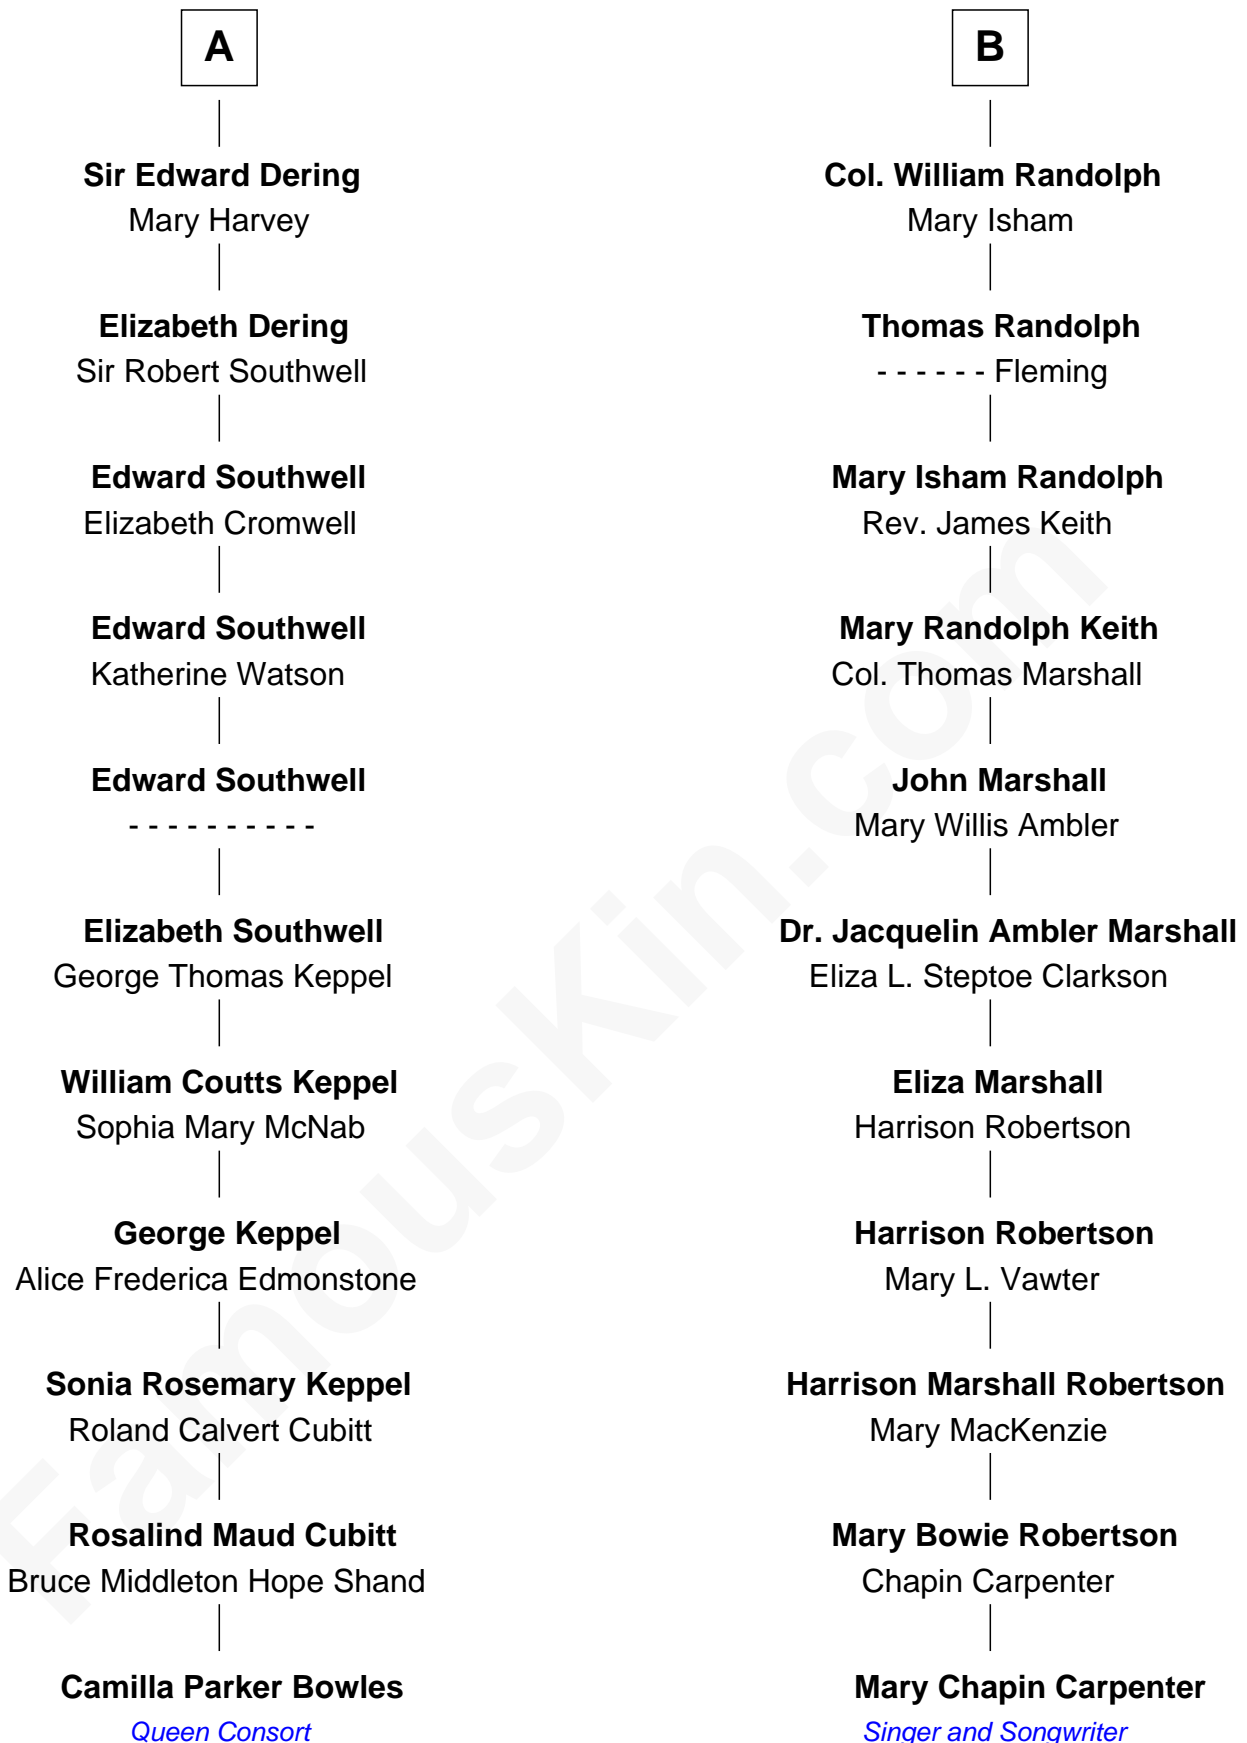 A
Sir Edward Dering
Mary Harvey
Elizabeth Dering
Sir Robert Southwell
Edward Southwell
Elizabeth Cromwell
Edward Southwell
Katherine Watson
Edward Southwell
- - - - - - - - - -
Elizabeth Southwell
George Thomas Keppel
William Coutts Keppel
Sophia Mary McNab
George Keppel
Alice Frederica Edmonstone
Sonia Rosemary Keppel
Roland Calvert Cubitt
Rosalind Maud Cubitt
Bruce Middleton Hope Shand
Camilla Parker Bowles
Queen Consort
B
Col. William Randolph
Mary Isham
Thomas Randolph
- - - - - - Fleming
Mary Isham Randolph
Rev. James Keith
Mary Randolph Keith
Col. Thomas Marshall
John Marshall
Mary Willis Ambler
Dr. Jacquelin Ambler Marshall
Eliza L. Steptoe Clarkson
Eliza Marshall
Harrison Robertson
Harrison Robertson
Mary L. Vawter
Harrison Marshall Robertson
Mary MacKenzie
Mary Bowie Robertson
Chapin Carpenter
Mary Chapin Carpenter
Singer and Songwriter
FamousKin.com